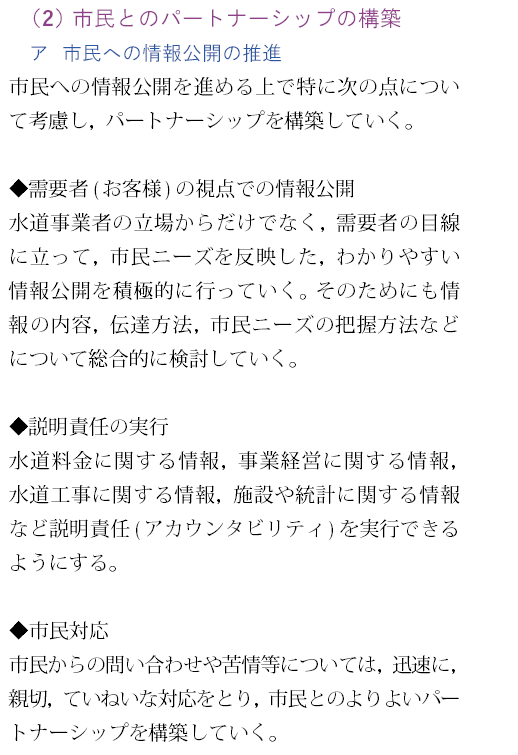 （2）市民とのパートナーシップの構築
ア 市民への情報公開の推進
市民への情報公開を進める上で特に次の点につい
て考慮し，パートナーシップを構築していく。
◆需要者(お客様)の視点での情報公開
水道事業者の立場からだけでなく，需要者の目線
に立って，市民ニーズを反映した，わかりやすい
情報公開を積極的に行っていく。そのためにも情
報の内容，伝達方法，市民ニーズの把握方法など
について総合的に検討していく。
◆説明責任の実行
水道料金に関する情報，事業経営に関する情報，
水道工事に関する情報，施設や統計に関する情報
など説明責任(アカウンタビリティ)を実行できる
ようにする。
◆市民対応
市民からの問い合わせや苦情等については，迅速に，
親切，ていねいな対応をとり，市民とのよりよいパー
トナーシップを構築していく。